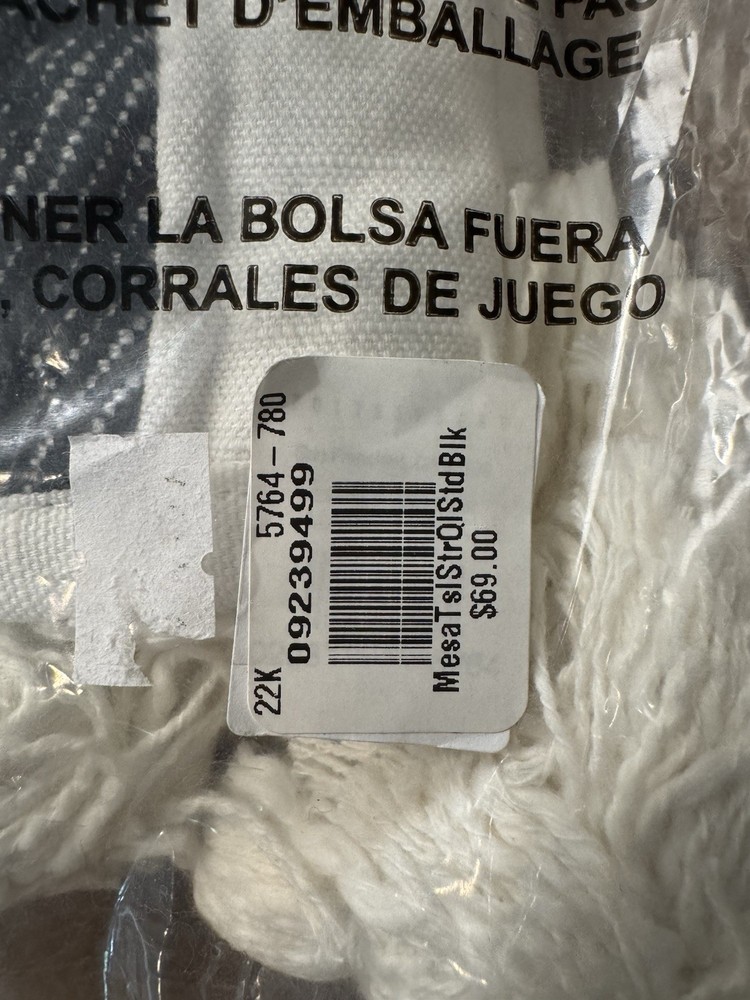 ACHET D'EMBALLAGE
NER LA BOLSA FUERA
, CORRALES DE JUEGO
5764-780
22K
09239499
MesaTslStrQlStdBlk
$69.00